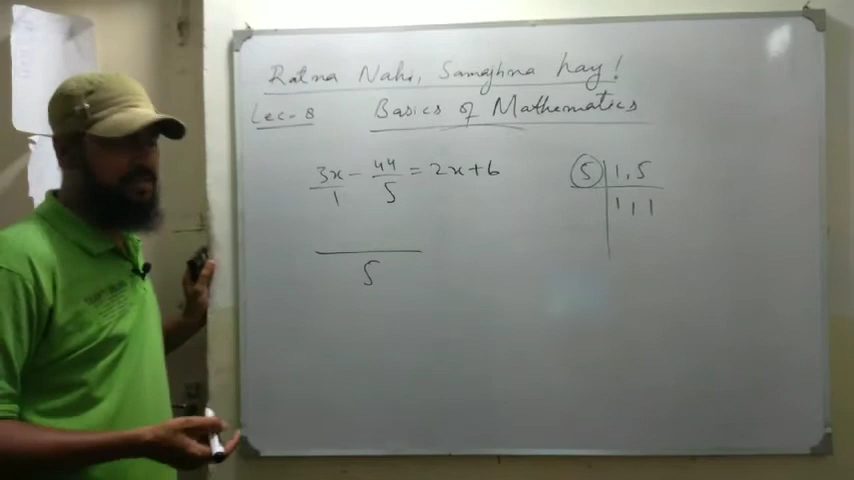 Ratna Nahi, Samajhna hay!
Lec-8 Basics of Mathematics
3x/1 - 44/5 = 2x+6
5 | 1, 5
1, 1
5